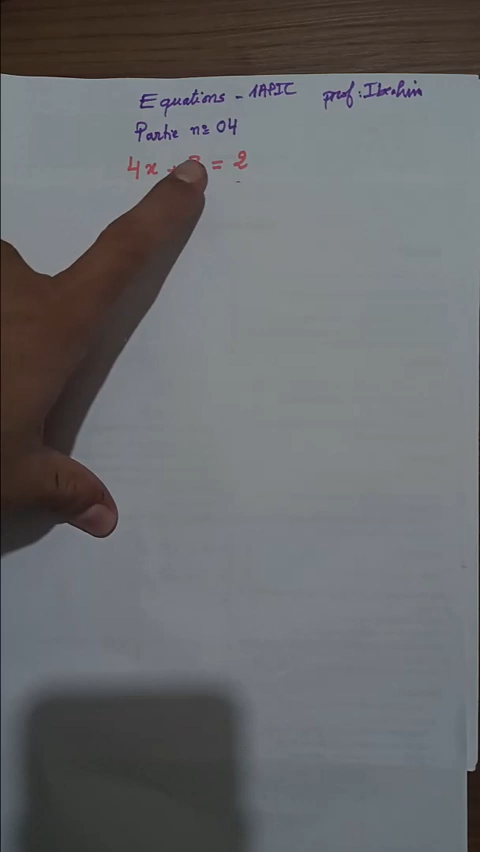 Equations - 1APIC prof: Ibrahim
Partie n° 04
4x + = 2